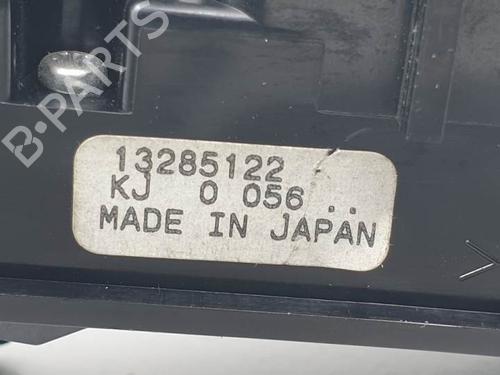 B-PARTS
13285122
KJ 0 056 ..
MADE IN JAPAN